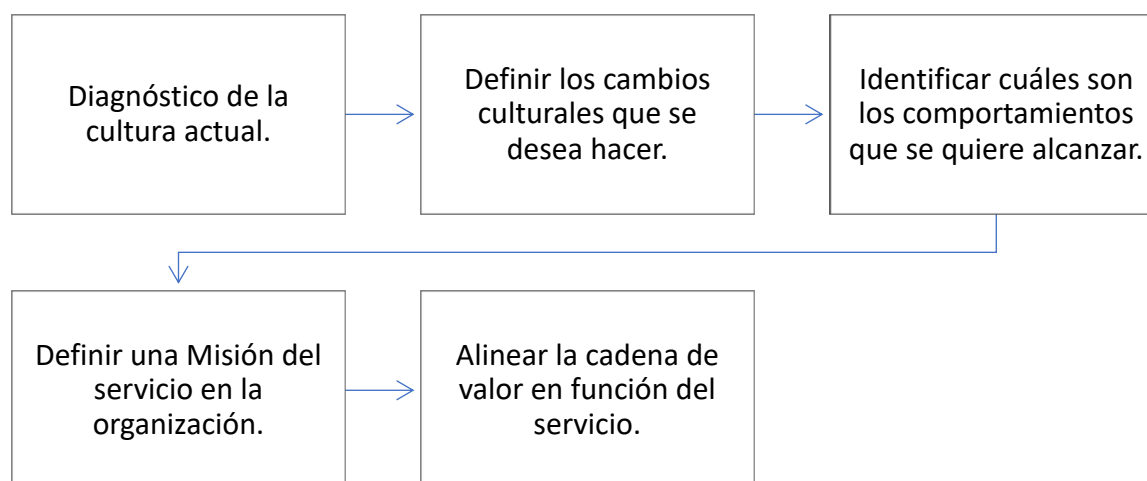 Diagnóstico de la
cultura actual.
Definir los cambios
culturales que se
desea hacer.
Identificar cuáles son
los comportamientos
que se quiere alcanzar.
Definir una Misión del
servicio en la
organización.
Alinear la cadena de
valor en función del
servicio.